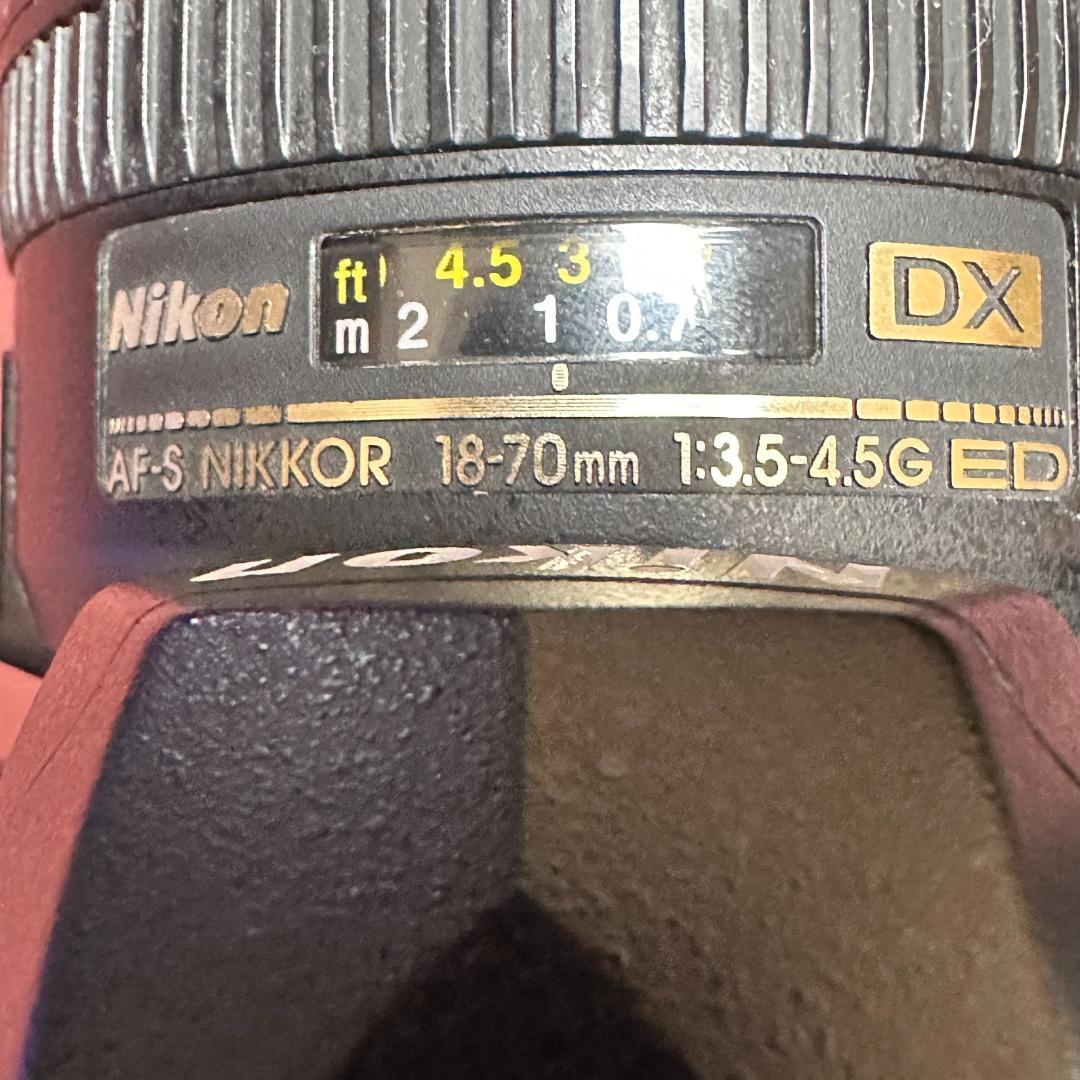 Nikon
ft 4.5 3
m 2 1 0.7
DX
AF-S NIKKOR 18-70mm 1:3.5-4.5G ED
Nikon